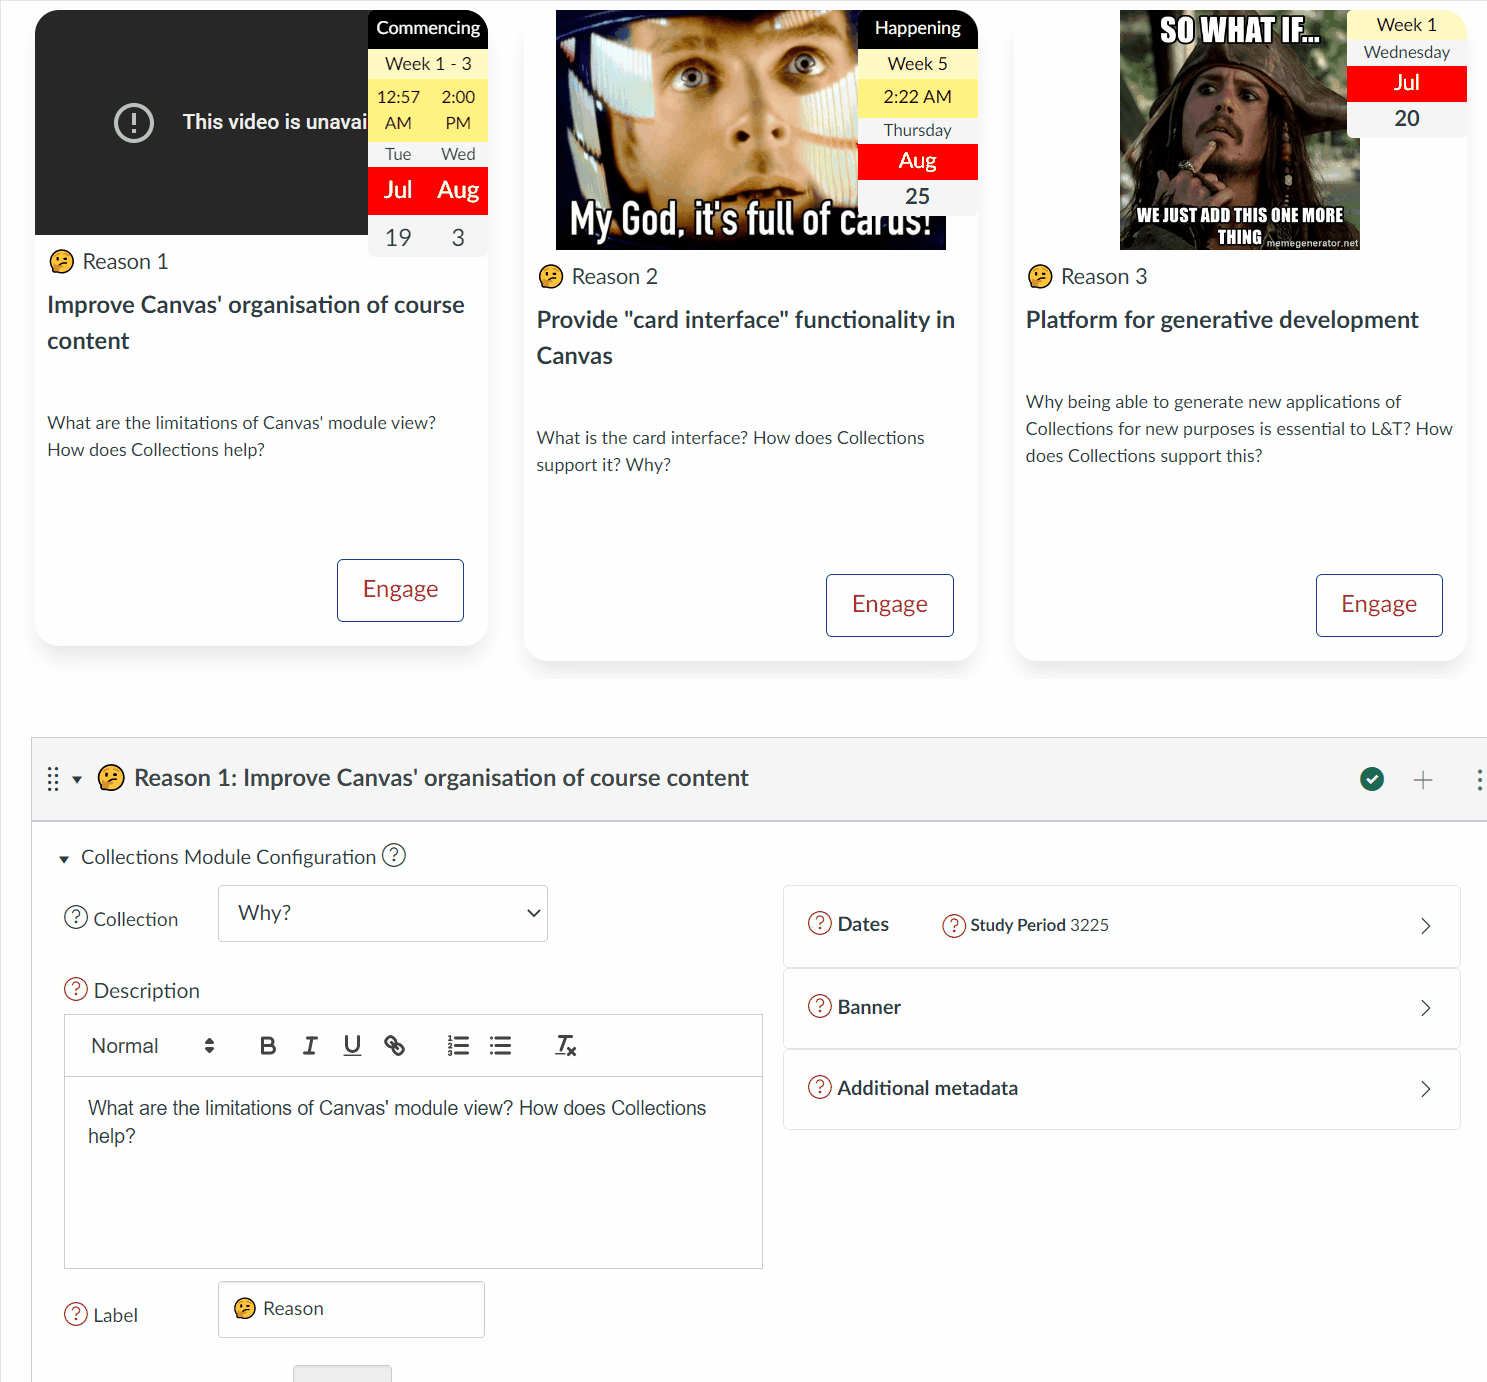 This video is unavai
Commencing
Week 1 - 3
12:57 AM 2:00 PM
Tue Wed
Jul Aug
19 3
🤔 Reason 1
Improve Canvas' organisation of course
content
What are the limitations of Canvas' module view?
How does Collections help?
Engage
My God, it's full of cards!
Happening
Week 5
2:22 AM
Thursday
Aug
25
🤔 Reason 2
Provide "card interface" functionality in
Canvas
What is the card interface? How does Collections
support it? Why?
Engage
SO WHAT IF...
WE JUST ADD THIS ONE MORE
THING
memegenerator.net
Week 1
Wednesday
Jul
20
🤔 Reason 3
Platform for generative development
Why being able to generate new applications of
Collections for new purposes is essential to L&T? How
does Collections support this?
Engage
🤔 Reason 1: Improve Canvas' organisation of course content
Collections Module Configuration ?
? Collection Why?
? Description
Normal B I U
What are the limitations of Canvas' module view? How does Collections
help?
? Label 🤔 Reason
? Dates ? Study Period 3225
? Banner
? Additional metadata